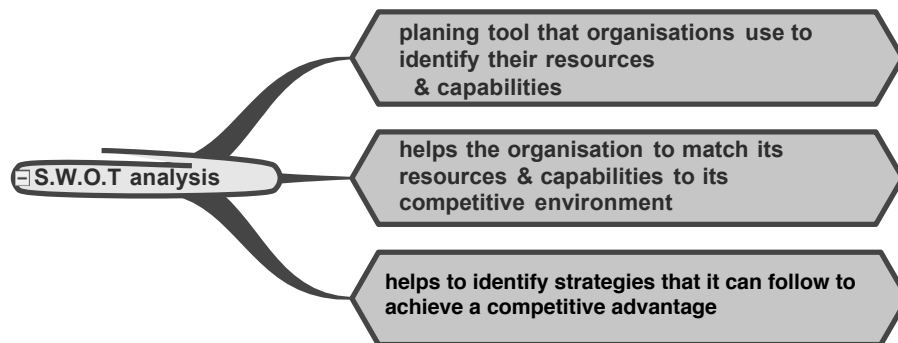 planing tool that organisations use to
identify their resources
& capabilities
S.W.O.T analysis
helps the organisation to match its
resources & capabilities to its
competitive environment
helps to identify strategies that it can follow to
achieve a competitive advantage